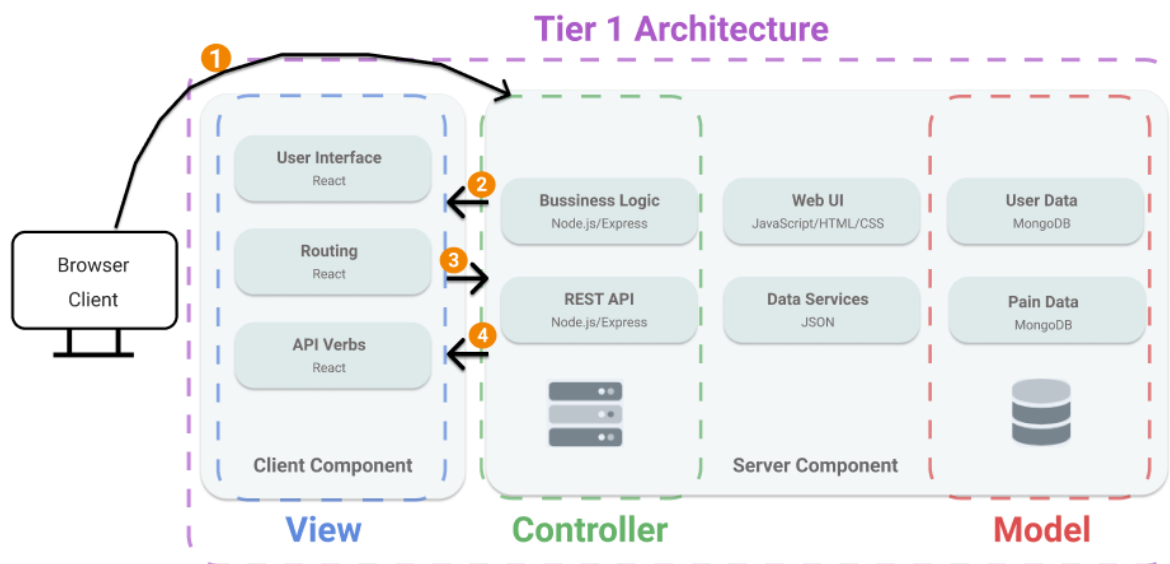 Tier 1 Architecture
1
Browser
Client
User Interface
React
Routing
React
API Verbs
React
Client Component
2
3
4
Bussiness Logic
Node.js/Express
REST API
Node.js/Express
Web UI
JavaScript/HTML/CSS
Data Services
JSON
Server Component
User Data
MongoDB
Pain Data
MongoDB
View
Controller
Model